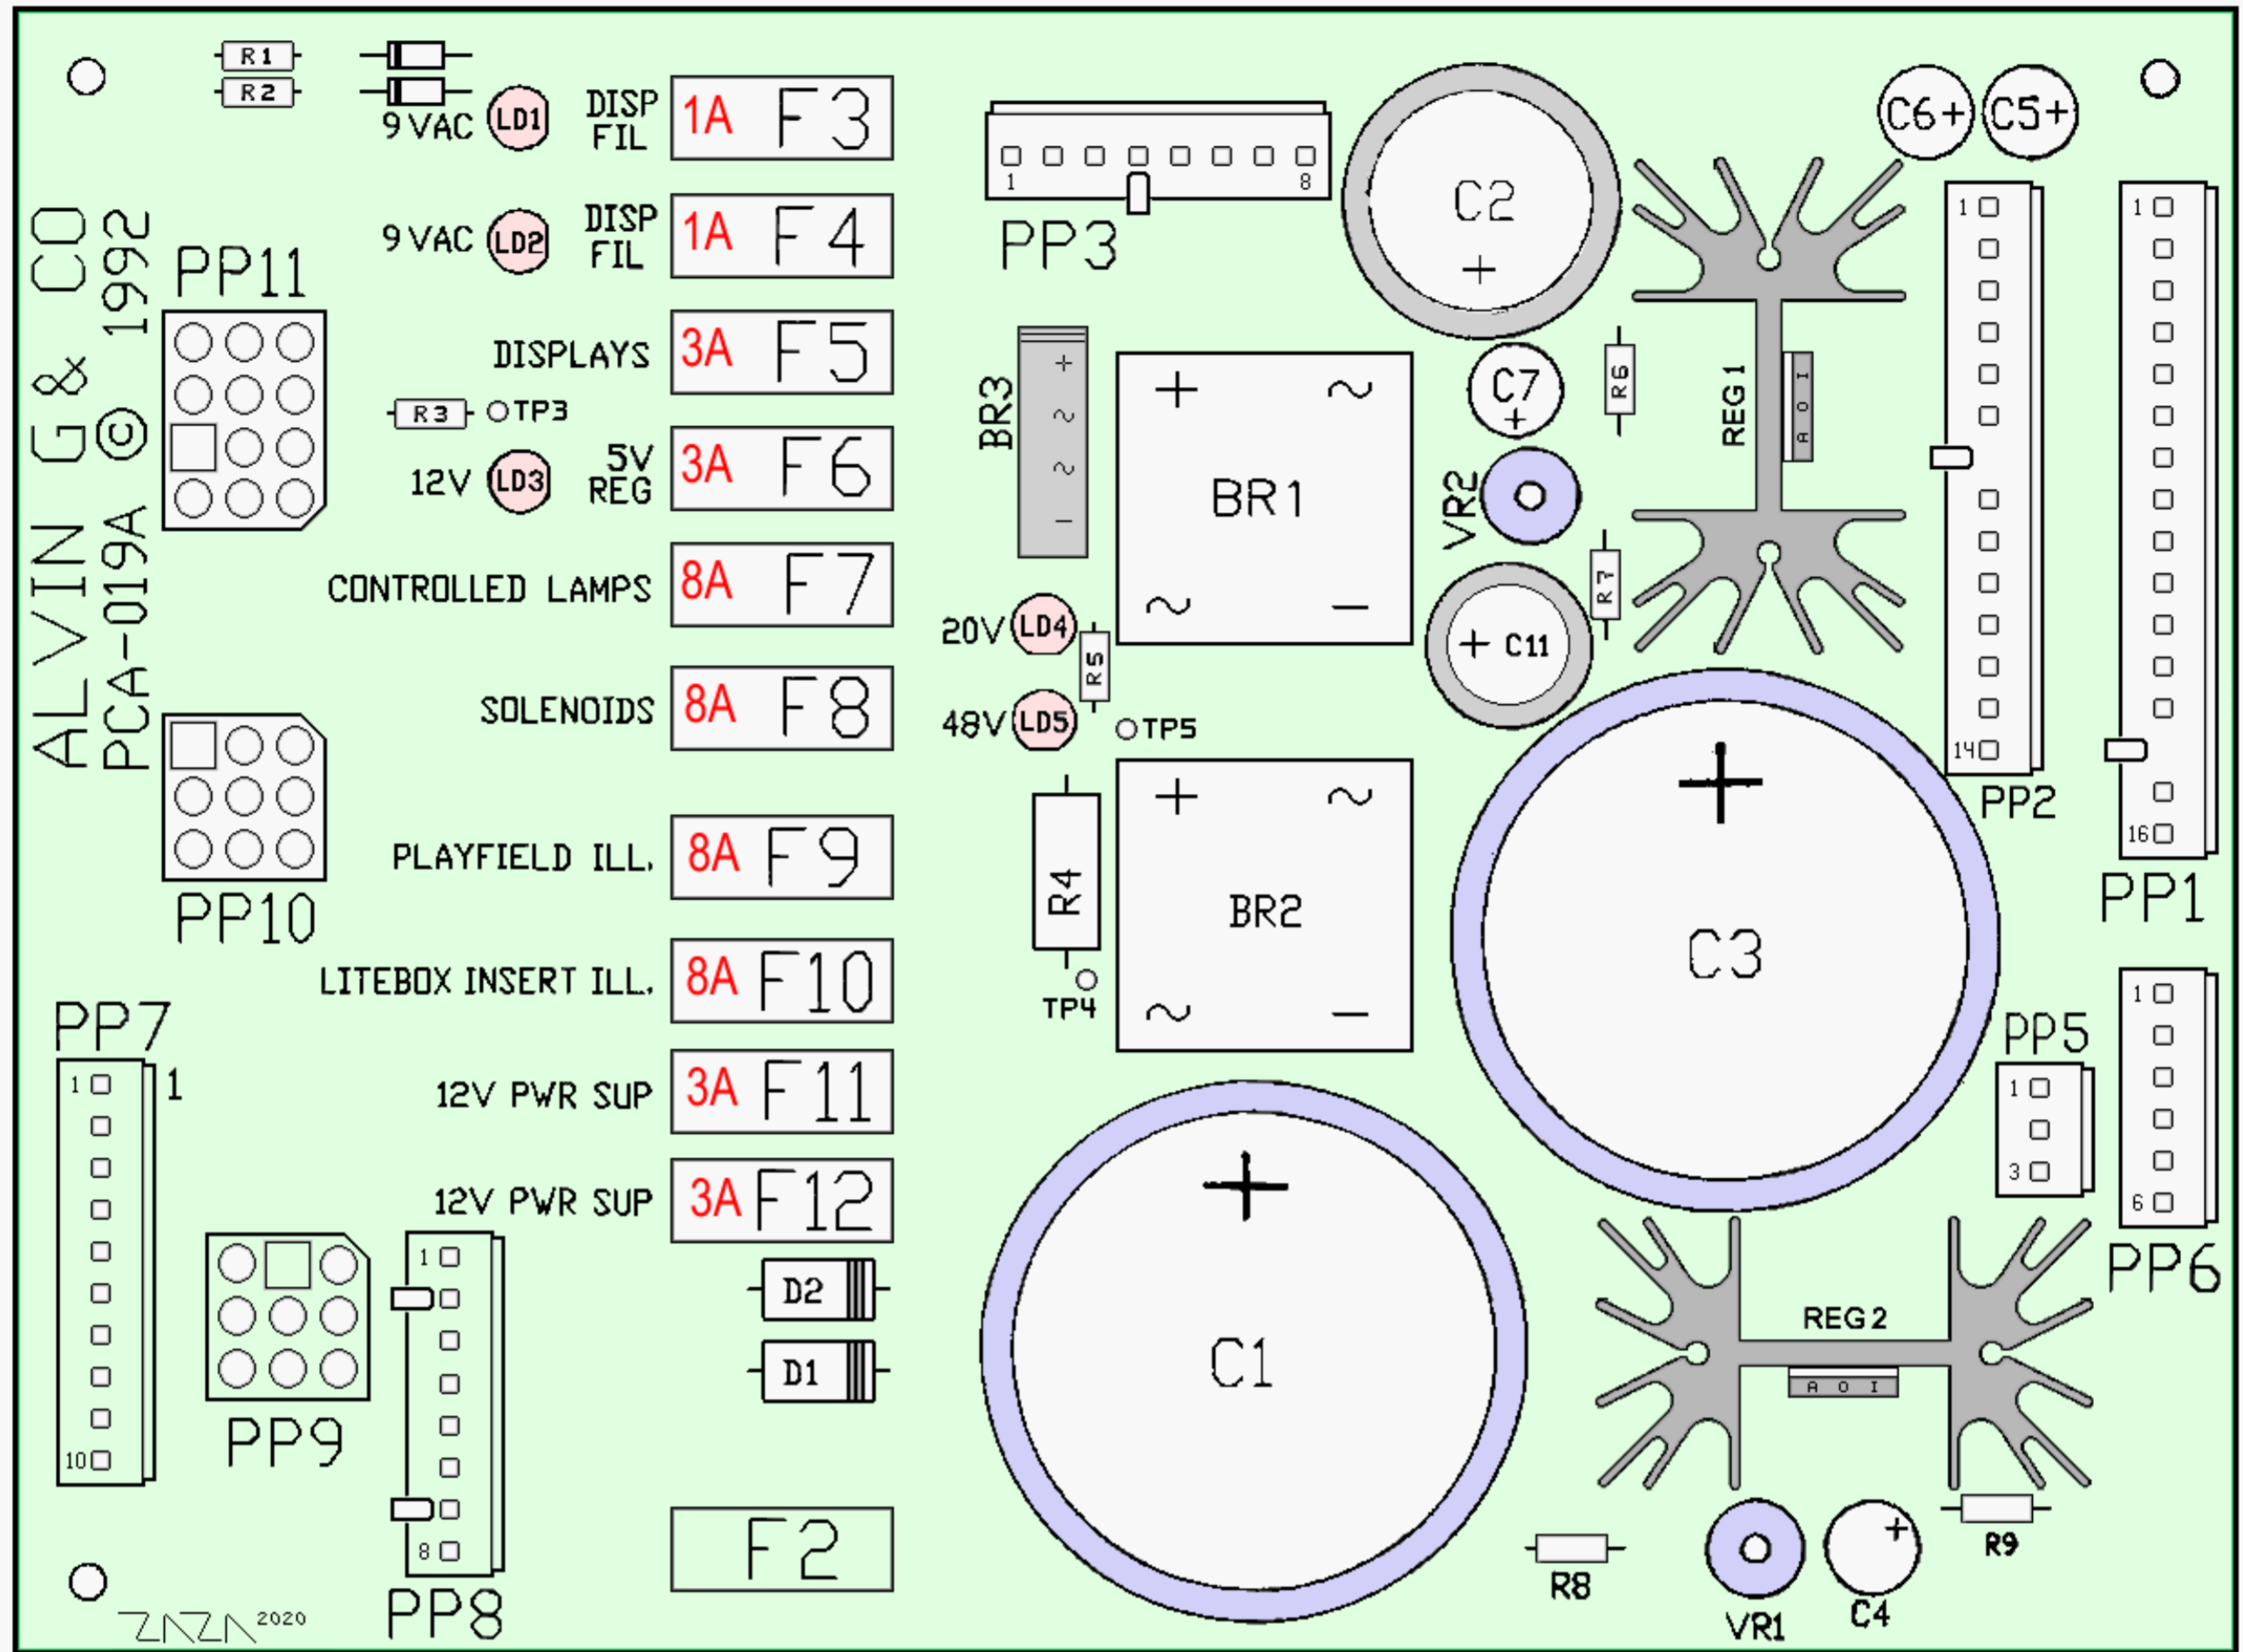 R1
R2
9 VAC LD1 DISP FIL 1A F3
9 VAC LD2 DISP FIL 1A F4
DISPLAYS 3A F5
R3 TP3
12V LD3 5V REG 3A F6
CONTROLLED LAMPS 8A F7
SOLENOIDS 8A F8
PLAYFIELD ILL. 8A F9
LITEBOX INSERT ILL. 8A F10
12V PWR SUP 3A F11
12V PWR SUP 3A F12
D2
D1
F2
ALVIN G & CO
PCA-019A © 1992
PP11
PP10
PP7
1 1
10
PP9
1
8
PP8
ZAZA 2020
1 8
PP3
C2
+
C6+ C5+
BR3
+ ~ ~ -
+ ~
BR1
~ -
C7
+
VR2
R6
REG 1
A O I
R7
+ C11
20V LD4
R5
48V LD5
TP5
R4
TP4
+ ~
BR2
~ -
+
C3
1
14
PP2
1
16
PP1
PP5
1
3
1
6
PP6
+
C1
REG 2
A O I
R8
VR1
+
C4
R9